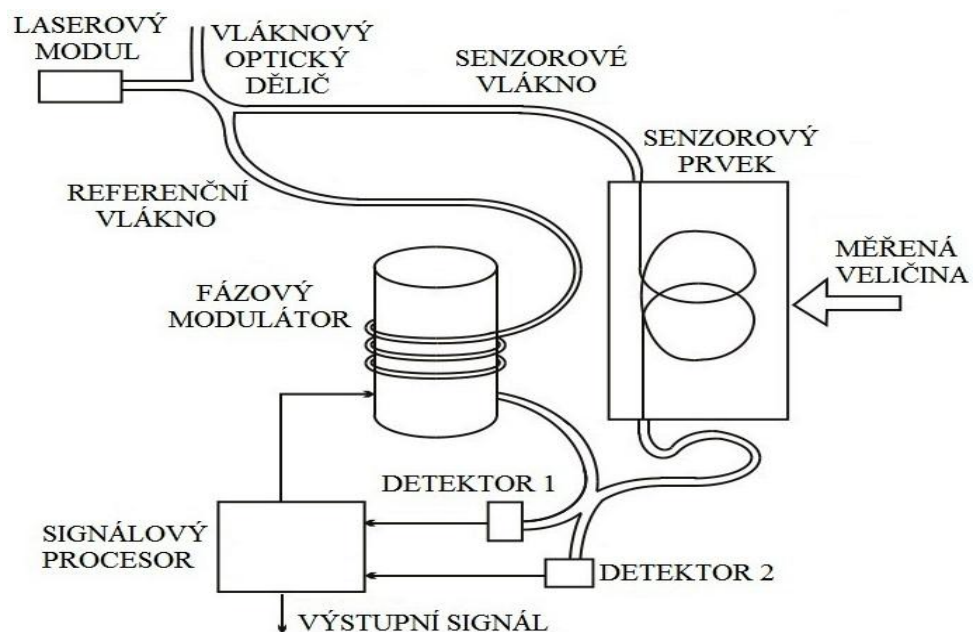 LASEROVÝ
MODUL
VLÁKNOVÝ
OPTICKÝ
DĚLIČ
SENZOROVÉ
VLÁKNO
SENZOROVÝ
PRVEK
REFERENČNÍ
VLÁKNO
MĚŘENÁ
VELIČINA
FÁZOVÝ
MODULÁTOR
DETEKTOR 1
SIGNÁLOVÝ
PROCESOR
DETEKTOR 2
VÝSTUPNÍ SIGNÁL